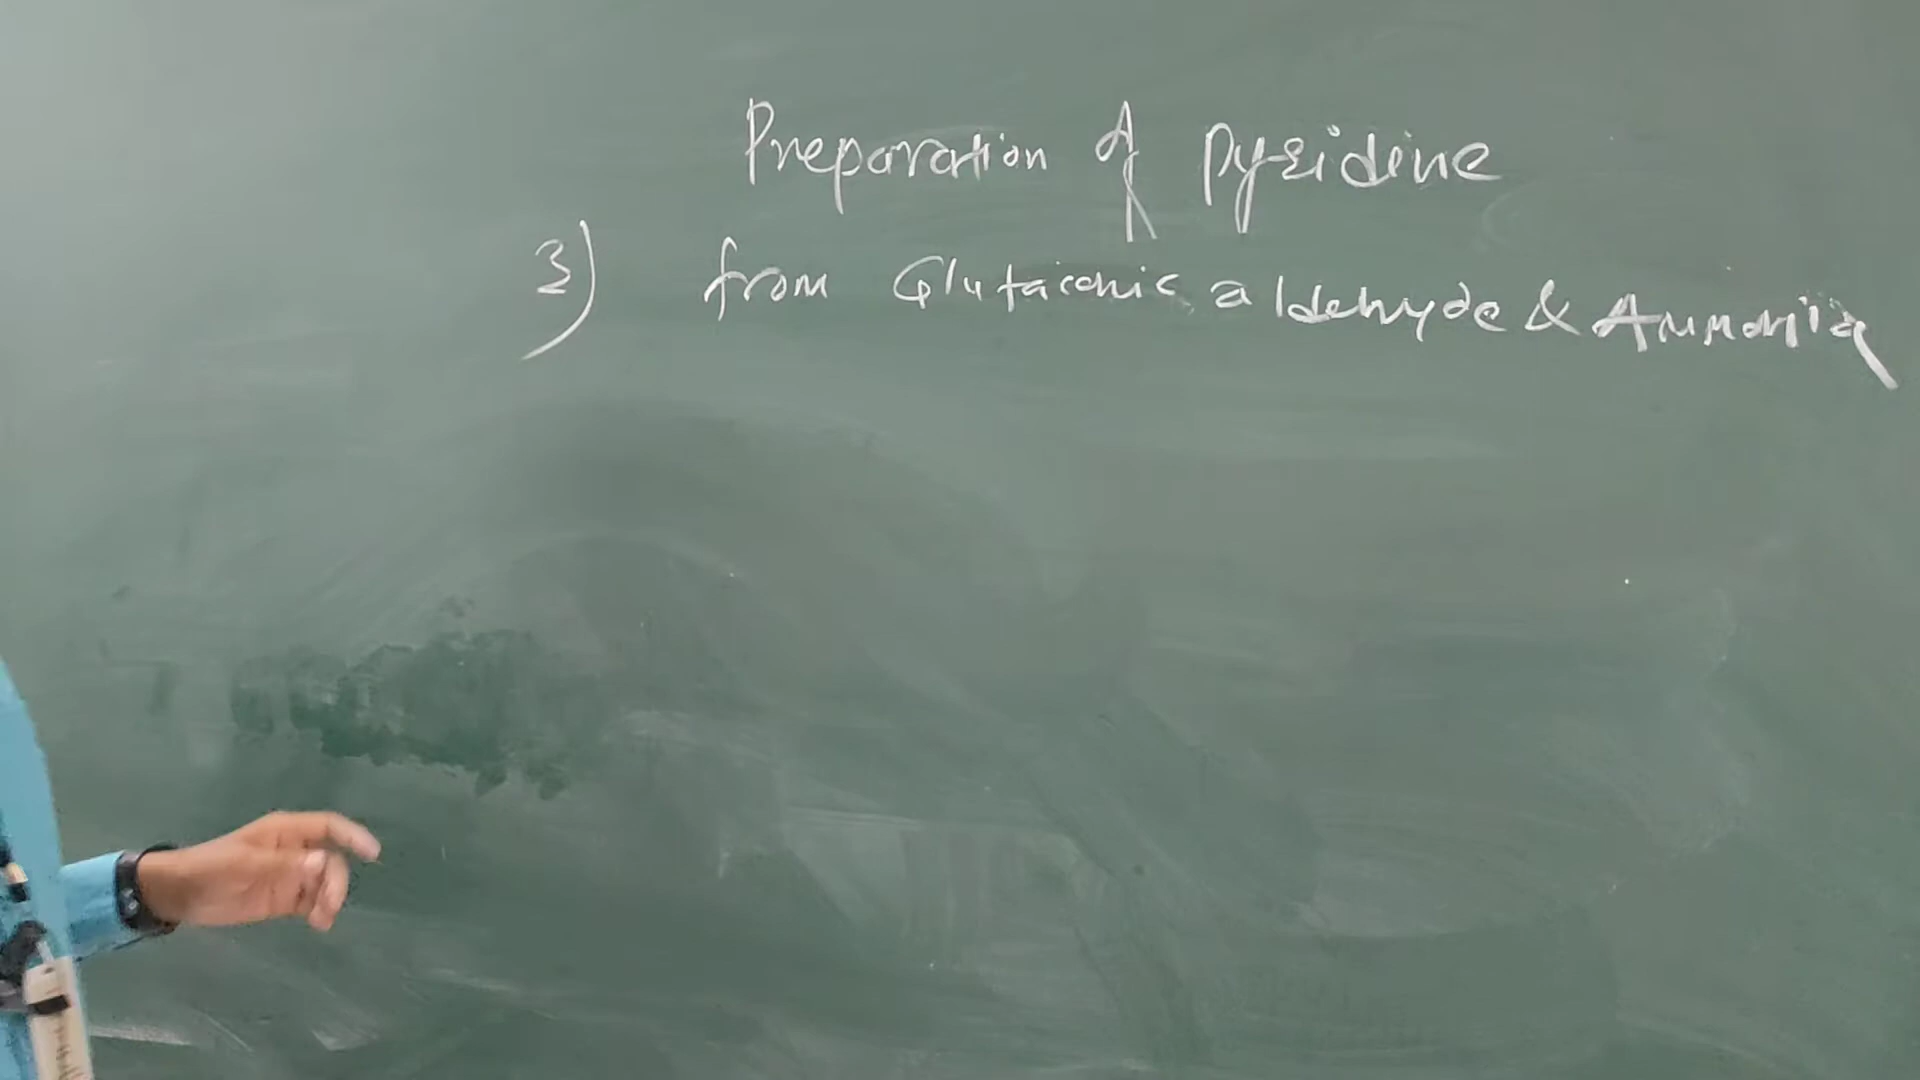 Preparation of pyridine
3) from Glutaconic aldehyde & Ammonia